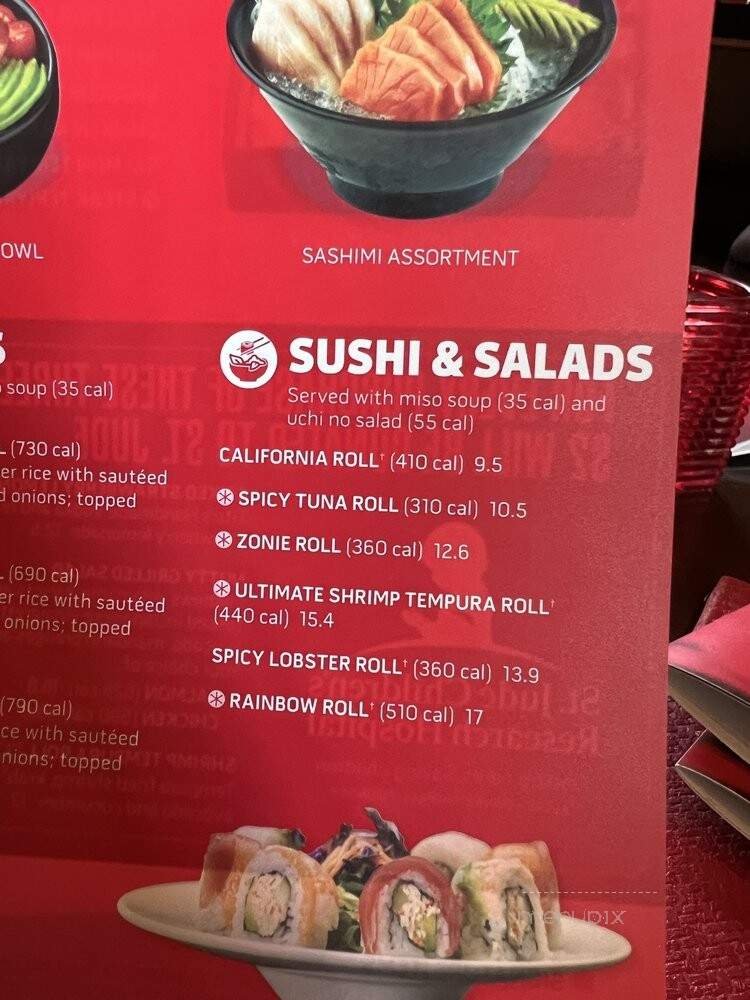 OWL
SASHIMI ASSORTMENT
S
soup (35 cal)
L (730 cal)
er rice with sautéed
d onions; topped
L (690 cal)
er rice with sautéed
onions; topped
(790 cal)
ce with sautéed
nions; topped
SUSHI & SALADS
Served with miso soup (35 cal) and
uchi no salad (55 cal)
CALIFORNIA ROLL† (410 cal) 9.5
SPICY TUNA ROLL (310 cal) 10.5
ZONIE ROLL (360 cal) 12.6
ULTIMATE SHRIMP TEMPURA ROLL†
(440 cal) 15.4
SPICY LOBSTER ROLL† (360 cal) 13.9
RAINBOW ROLL† (510 cal) 17
menupix